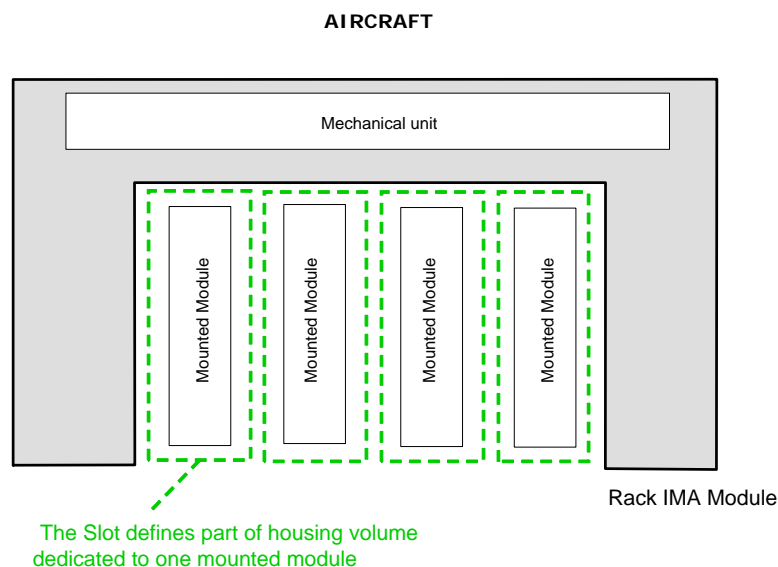 AIRCRAFT
Mechanical unit
Mounted Module
Mounted Module
Mounted Module
Mounted Module
Rack IMA Module
The Slot defines part of housing volume
dedicated to one mounted module